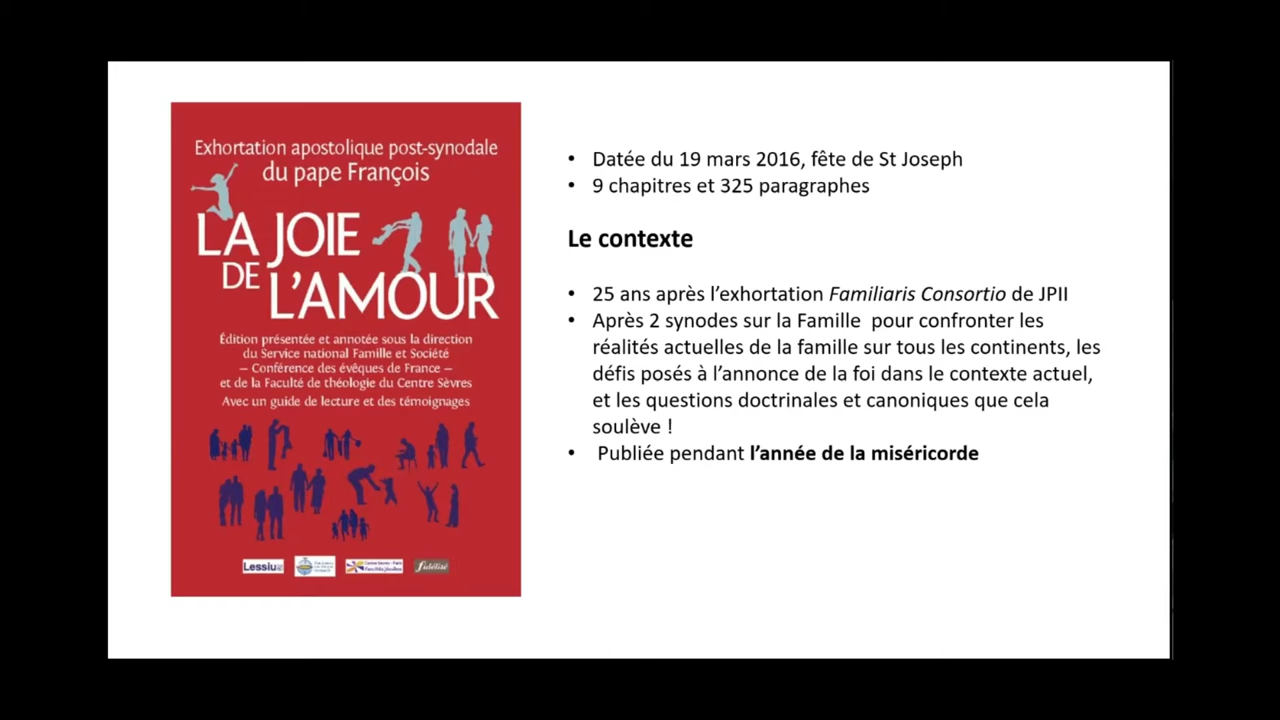 Exhortation apostolique post-synodale
du pape François
LA JOIE
DE L'AMOUR
Édition présentée et annotée sous la direction
du Service national Famille et Société
– Conférence des évêques de France –
et de la Faculté de théologie du Centre Sèvres
Avec un guide de lecture et des témoignages
Lessius
fidélité
• Datée du 19 mars 2016, fête de St Joseph
• 9 chapitres et 325 paragraphes
Le contexte
• 25 ans après l'exhortation Familiaris Consortio de JPII
• Après 2 synodes sur la Famille pour confronter les
réalités actuelles de la famille sur tous les continents, les
défis posés à l'annonce de la foi dans le contexte actuel,
et les questions doctrinales et canoniques que cela
soulève !
• Publiée pendant l'année de la miséricorde